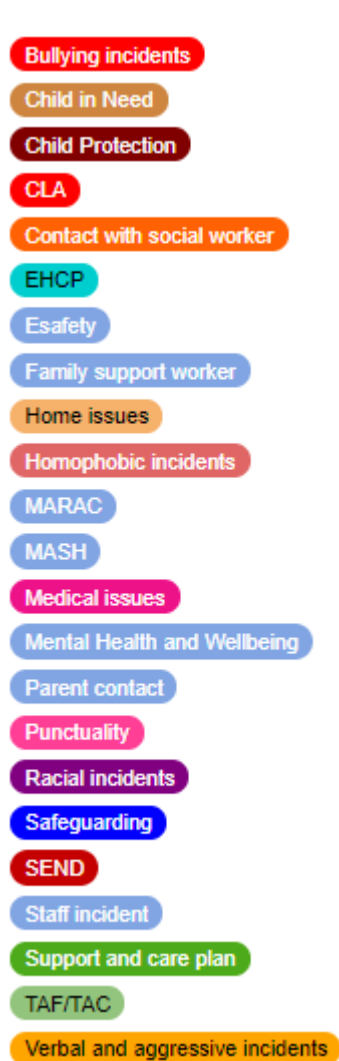 Bullying incidents
Child in Need
Child Protection
CLA
Contact with social worker
EHCP
Esafety
Family support worker
Home issues
Homophobic incidents
MARAC
MASH
Medical issues
Mental Health and Wellbeing
Parent contact
Punctuality
Racial incidents
Safeguarding
SEND
Staff incident
Support and care plan
TAF/TAC
Verbal and aggressive incidents